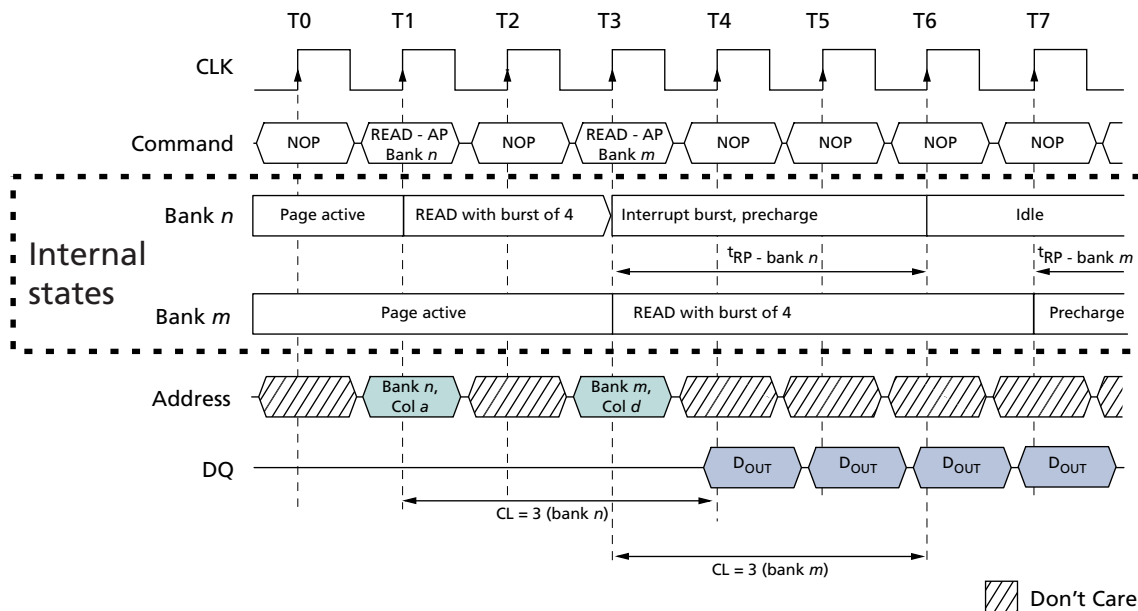 T0 T1 T2 T3 T4 T5 T6 T7
CLK
Command NOP READ - AP Bank n NOP READ - AP Bank m NOP NOP NOP NOP
Bank n Page active READ with burst of 4 Interrupt burst, precharge Idle
Internal states
tRP - bank n tRP - bank m
Bank m Page active READ with burst of 4 Precharge
Address Bank n, Col a Bank m, Col d
DQ DOUT DOUT DOUT DOUT
CL = 3 (bank n)
CL = 3 (bank m)
Don't Care